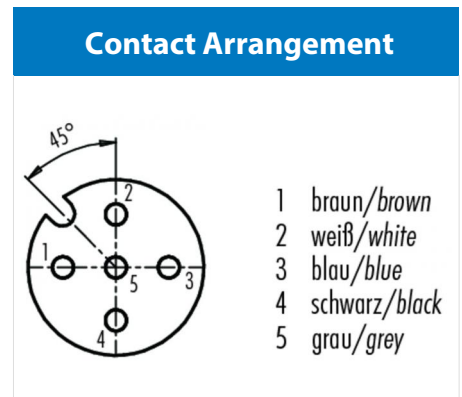 Contact Arrangement
45°
2
1
5
3
4
1 braun/brown
2 weiß/white
3 blau/blue
4 schwarz/black
5 grau/grey